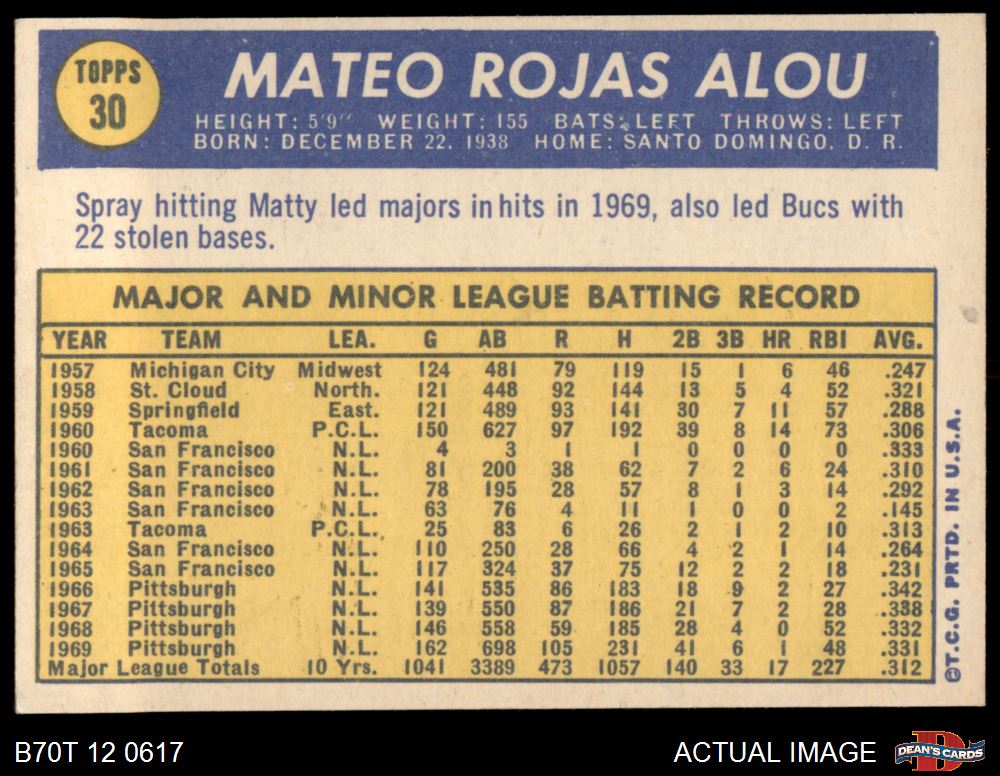 TOPPS
30
MATEO ROJAS ALOU
HEIGHT: 5'9" WEIGHT: 155 BATS: LEFT THROWS: LEFT
BORN: DECEMBER 22, 1938 HOME: SANTO DOMINGO, D. R.
Spray hitting Matty led majors in hits in 1969, also led Bucs with
22 stolen bases.
MAJOR AND MINOR LEAGUE BATTING RECORD
YEAR TEAM LEA. G AB R H 2B 3B HR RBI AVG.
1957 Michigan City Midwest 124 481 79 119 15 1 6 46 .247
1958 St. Cloud North. 121 448 92 144 13 5 4 52 .321
1959 Springfield East. 121 489 93 141 30 7 11 57 .288
1960 Tacoma P.C.L. 150 627 97 192 39 8 14 73 .306
1960 San Francisco N.L. 4 3 1 1 0 0 0 0 .333
1961 San Francisco N.L. 81 200 38 62 7 2 6 24 .310
1962 San Francisco N.L. 78 195 28 57 8 1 3 14 .292
1963 San Francisco N.L. 63 76 4 11 1 0 0 2 .145
1963 Tacoma P.C.L. 25 83 6 26 2 1 2 10 .313
1964 San Francisco N.L. 110 250 28 66 4 2 1 14 .264
1965 San Francisco N.L. 117 324 37 75 12 2 2 18 .231
1966 Pittsburgh N.L. 141 535 86 183 18 9 2 27 .342
1967 Pittsburgh N.L. 139 550 87 186 21 7 2 28 .338
1968 Pittsburgh N.L. 146 558 59 185 28 4 0 52 .332
1969 Pittsburgh N.L. 162 698 105 231 41 6 1 48 .331
Major League Totals 10 Yrs. 1041 3389 473 1057 140 33 17 227 .312
©T.C.G. PRTD. IN U.S.A.
B70T 12 0617
ACTUAL IMAGE
DEAN'S CARDS